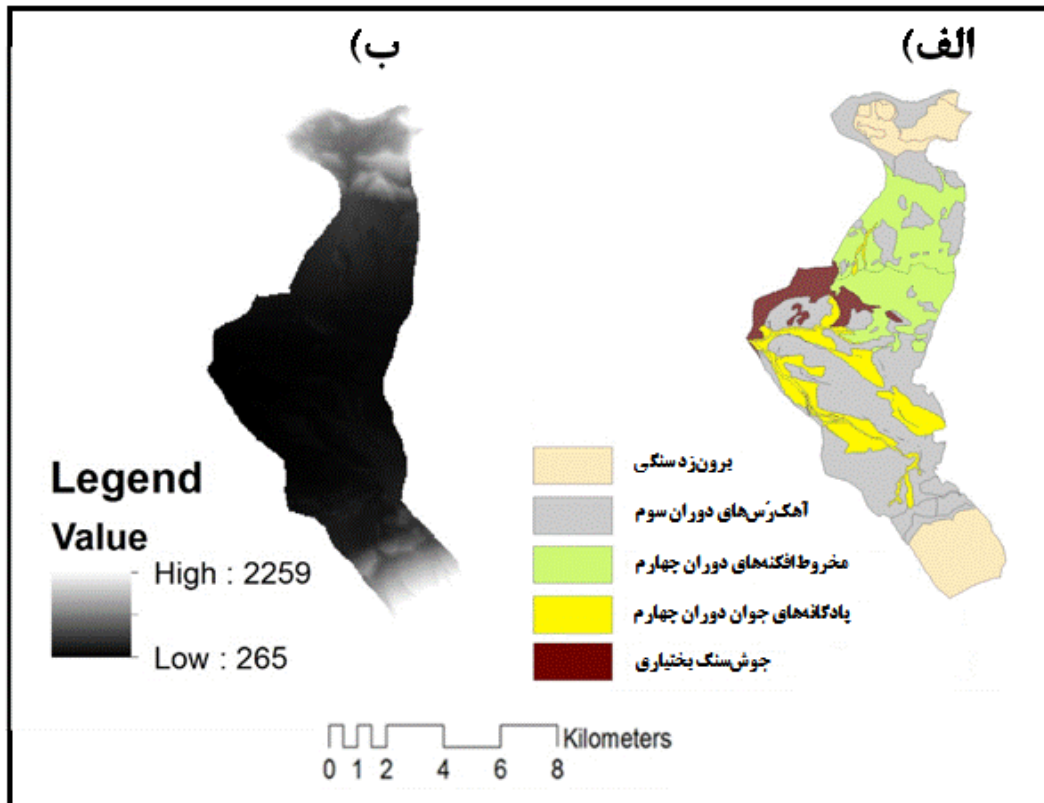 الف)
ب)
برون‌زد سنگی
آهک‌رُس‌های دوران سوم
مخروط‌افکنه‌های دوران چهارم
پادگانه‌های جوان دوران چهارم
جوش‌سنگ بختیاری
Legend
Value
High : 2259
Low : 265
Kilometers
0 1 2 4 6 8